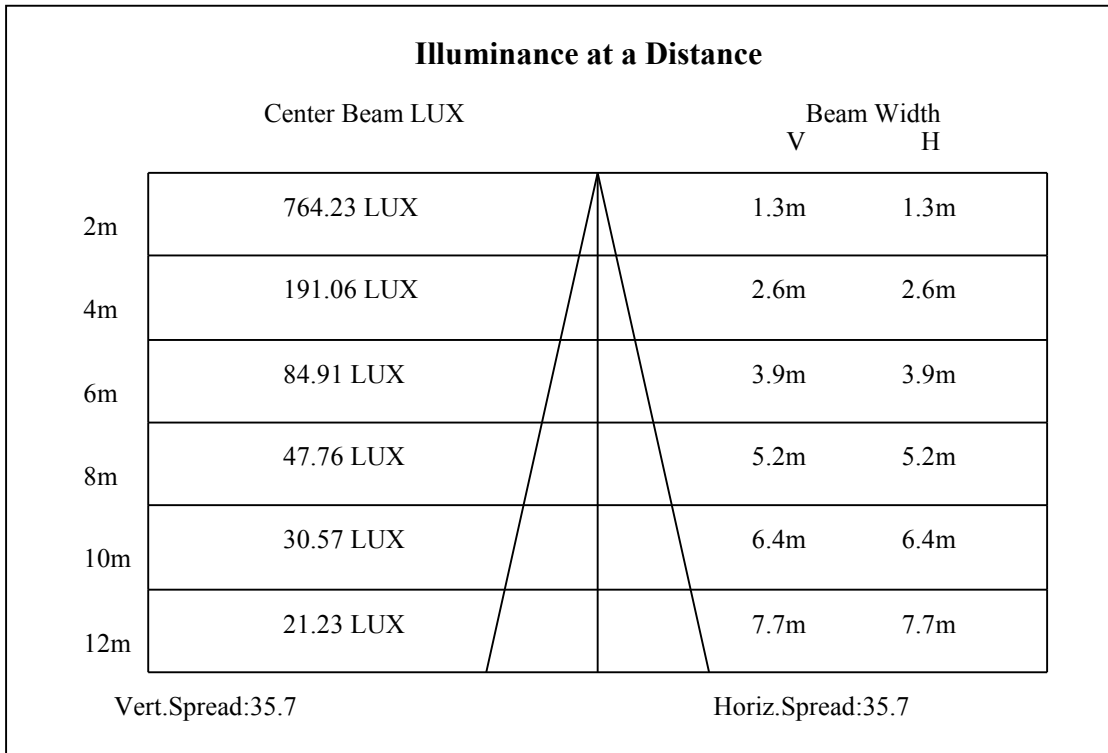 Illuminance at a Distance
Center Beam LUX Beam Width
V H
2m 764.23 LUX 1.3m 1.3m
4m 191.06 LUX 2.6m 2.6m
6m 84.91 LUX 3.9m 3.9m
8m 47.76 LUX 5.2m 5.2m
10m 30.57 LUX 6.4m 6.4m
12m 21.23 LUX 7.7m 7.7m
Vert.Spread:35.7 Horiz.Spread:35.7